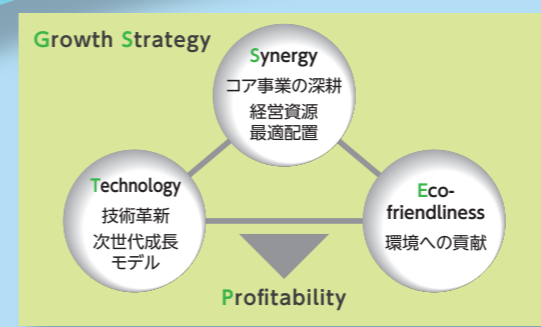 Growth Strategy
Synergy
コア事業の深耕
経営資源
最適配置
Technology
技術革新
次世代成長
モデル
Eco-
friendliness
環境への貢献
Profitability